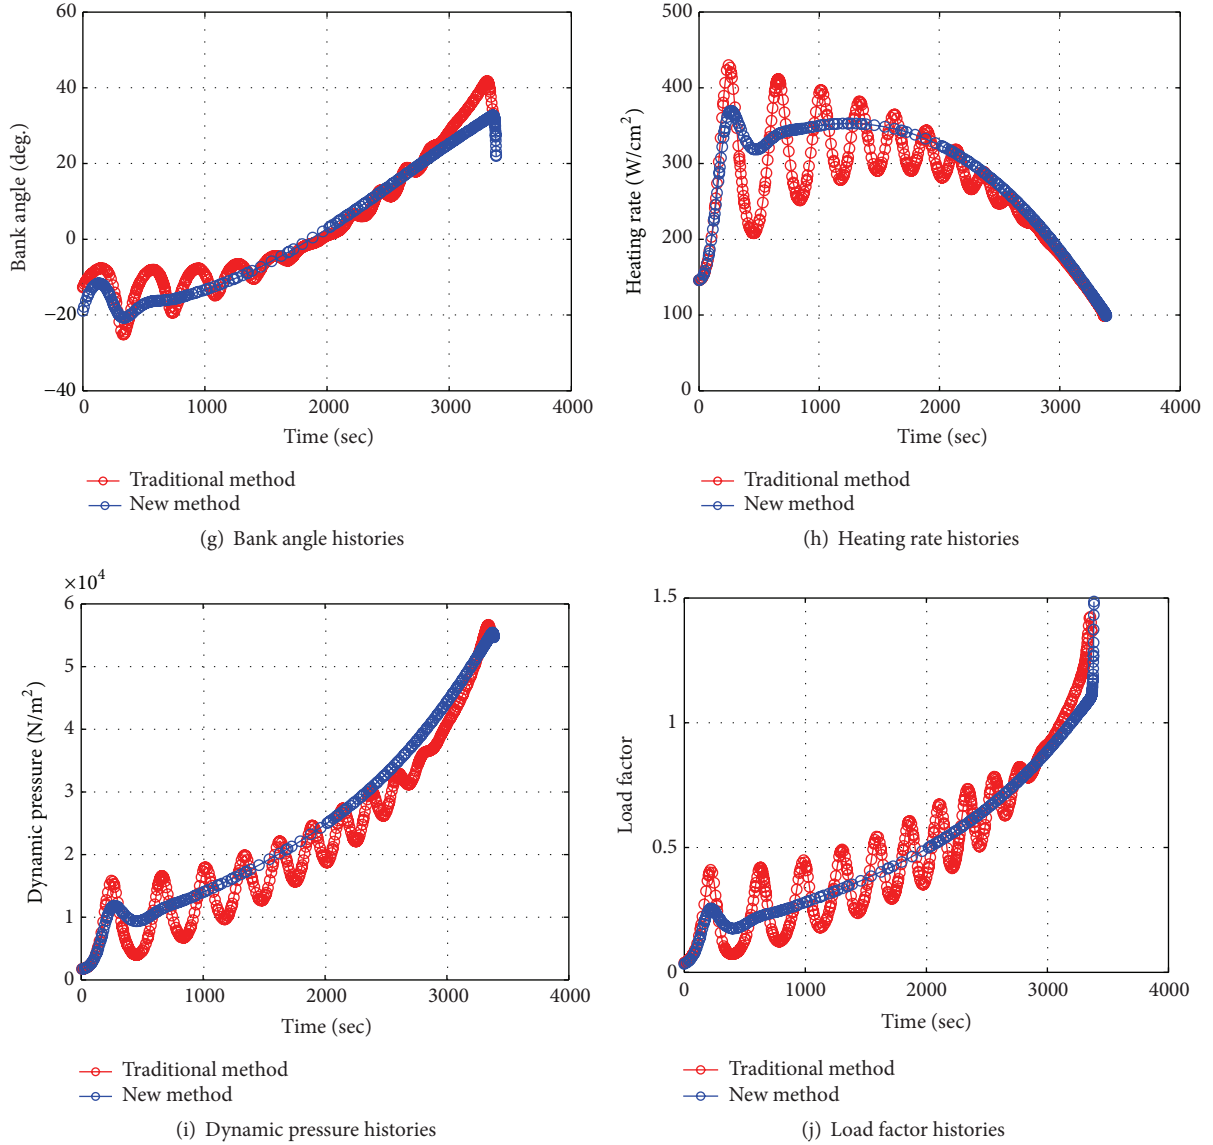 60
40
20
0
−20
−40
Bank angle (deg.)
0 1000 2000 3000 4000
Time (sec)
Traditional method
New method
(g) Bank angle histories
500
400
300
200
100
0
Heating rate (W/cm²)
0 1000 2000 3000 4000
Time (sec)
Traditional method
New method
(h) Heating rate histories
×10⁴
6
5
4
3
2
1
0
Dynamic pressure (N/m²)
0 1000 2000 3000 4000
Time (sec)
Traditional method
New method
(i) Dynamic pressure histories
1.5
1
0.5
0
Load factor
0 1000 2000 3000 4000
Time (sec)
Traditional method
New method
(j) Load factor histories